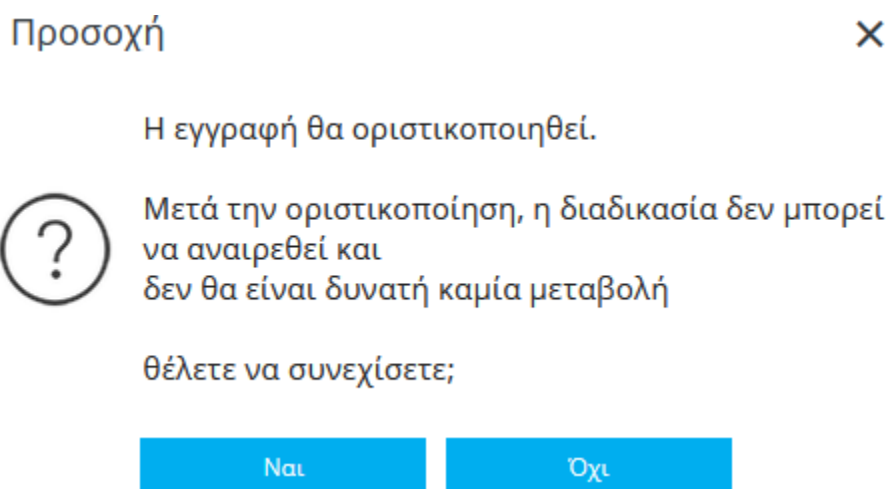 Προσοχή
Η εγγραφή θα οριστικοποιηθεί.
Μετά την οριστικοποίηση, η διαδικασία δεν μπορεί
να αναιρεθεί και
δεν θα είναι δυνατή καμία μεταβολή
θέλετε να συνεχίσετε;
Ναι Όχι